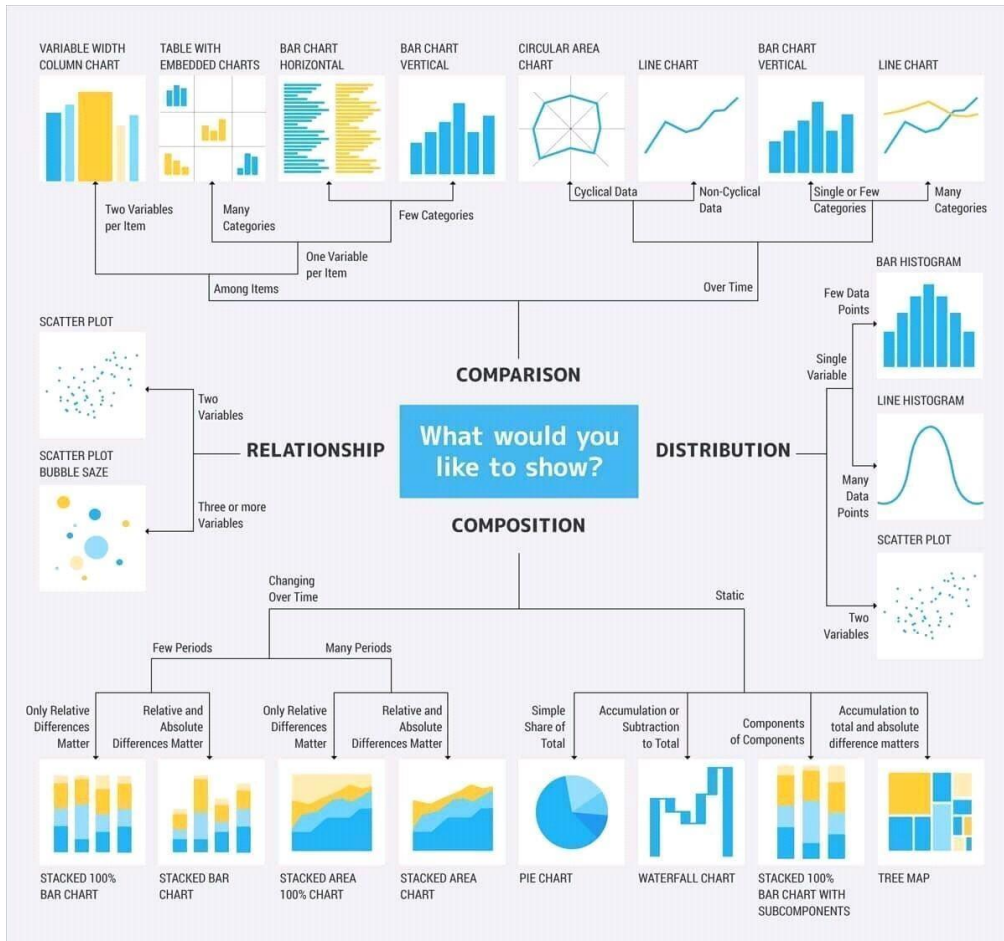 VARIABLE WIDTH
COLUMN CHART
TABLE WITH
EMBEDDED CHARTS
BAR CHART
HORIZONTAL
BAR CHART
VERTICAL
CIRCULAR AREA
CHART
LINE CHART
BAR CHART
VERTICAL
LINE CHART
Two Variables
per Item
Many
Categories
Few Categories
One Variable
per Item
Among Items
Cyclical Data
Non-Cyclical
Data
Single or Few
Categories
Many
Categories
Over Time
COMPARISON
SCATTER PLOT
Two
Variables
SCATTER PLOT
BUBBLE SAZE
Three or more
Variables
RELATIONSHIP
What would you
like to show?
DISTRIBUTION
BAR HISTOGRAM
Few Data
Points
Single
Variable
LINE HISTOGRAM
Many
Data
Points
SCATTER PLOT
Two
Variables
COMPOSITION
Changing
Over Time
Static
Few Periods
Many Periods
Only Relative
Differences
Matter
Relative and
Absolute
Differences Matter
Only Relative
Differences
Matter
Relative and
Absolute
Differences Matter
Simple
Share of
Total
Accumulation or
Subtraction
to Total
Components
of Components
Accumulation to
total and absolute
difference matters
STACKED 100%
BAR CHART
STACKED BAR
CHART
STACKED AREA
100% CHART
STACKED AREA
CHART
PIE CHART
WATERFALL CHART
STACKED 100%
BAR CHART WITH
SUBCOMPONENTS
TREE MAP